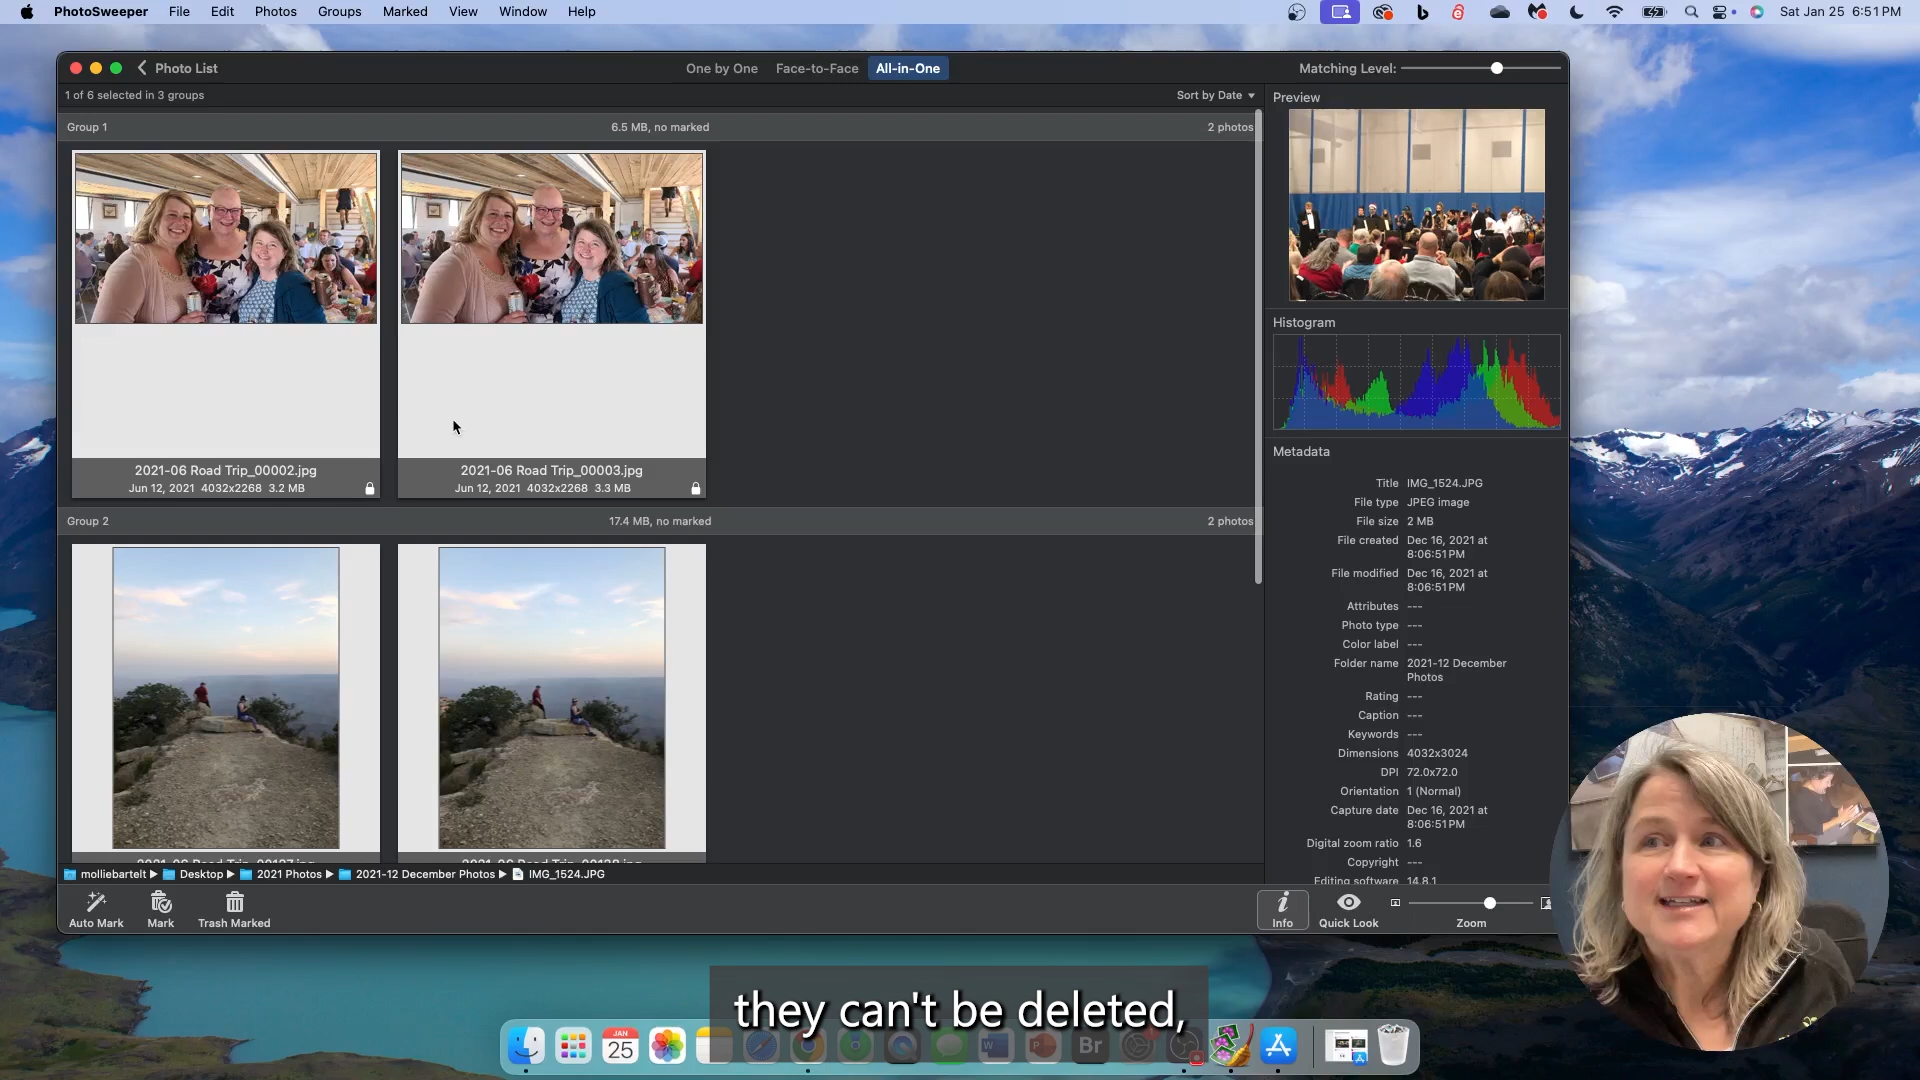 PhotoSweeper File Edit Photos Groups Marked View Window Help
Sat Jan 25 6:51 PM
Photo List
One by One Face-to-Face All-in-One
Matching Level:
1 of 6 selected in 3 groups
Sort by Date
Group 1
6.5 MB, no marked
2 photos
2021-06 Road Trip_00002.jpg
Jun 12, 2021 4032x2268 3.2 MB
2021-06 Road Trip_00003.jpg
Jun 12, 2021 4032x2268 3.3 MB
Group 2
17.4 MB, no marked
2 photos
molliebartelt Desktop 2021 Photos 2021-12 December Photos IMG_1524.JPG
Auto Mark Mark Trash Marked
Preview
Histogram
Metadata
Title IMG_1524.JPG
File type JPEG image
File size 2 MB
File created Dec 16, 2021 at
8:06:51 PM
File modified Dec 16, 2021 at
8:06:51 PM
Attributes ---
Photo type ---
Color label ---
Folder name 2021-12 December
Photos
Rating ---
Caption ---
Keywords ---
Dimensions 4032x3024
DPI 72.0x72.0
Orientation 1 (Normal)
Capture date Dec 16, 2021 at
8:06:51 PM
Digital zoom ratio 1.6
Copyright ---
Editing software 14.8.1
Info Quick Look Zoom
they can't be deleted,
JAN
25
Br